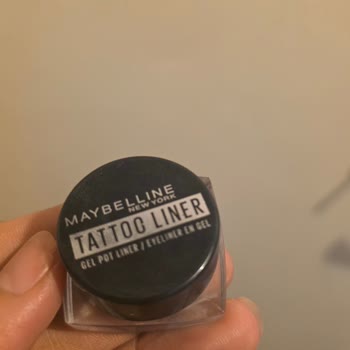 MAYBELLINE
NEW YORK
TATTOO LINER
GEL POT LINER / EYELINER EN GEL